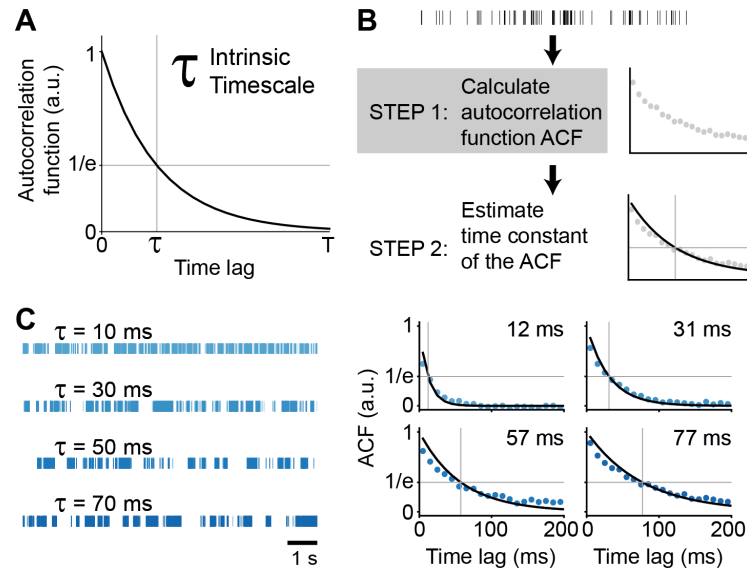 A
Autocorrelation
function (a.u.)
1
1/e
0
τ Intrinsic
Timescale
0 τ T
Time lag
B
STEP 1:
Calculate
autocorrelation
function ACF
STEP 2:
Estimate
time constant
of the ACF
C
τ = 10 ms
τ = 30 ms
τ = 50 ms
τ = 70 ms
1 s
ACF (a.u.)
1
1/e
0
12 ms
31 ms
1
1/e
0
57 ms
77 ms
0 100 200
0 100 200
Time lag (ms)
Time lag (ms)